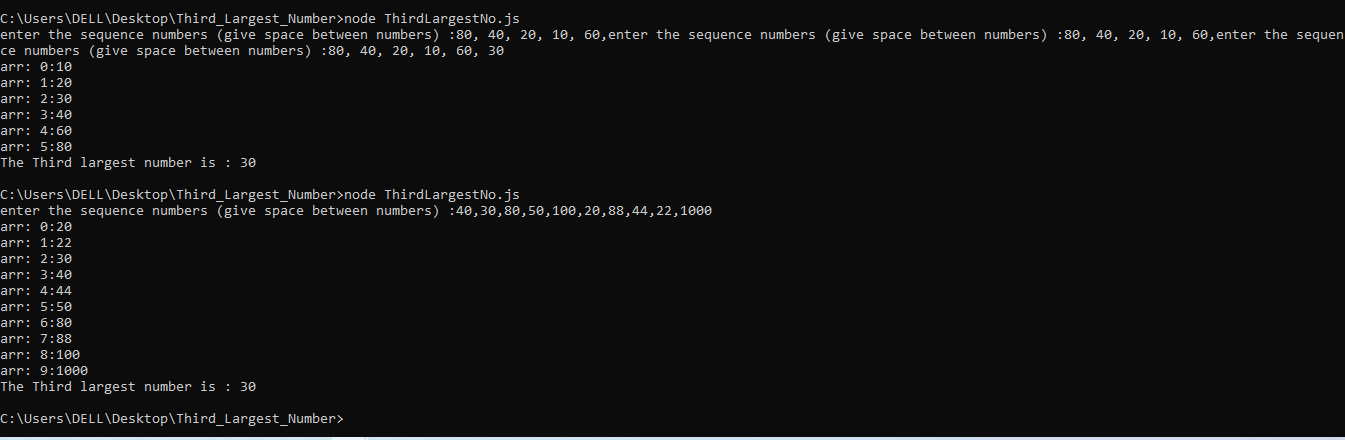 C:\Users\DELL\Desktop\Third_Largest_Number>node ThirdLargestNo.js
enter the sequence numbers (give space between numbers) :80, 40, 20, 10, 60,enter the sequence numbers (give space between numbers) :80, 40, 20, 10, 60,enter the sequen
ce numbers (give space between numbers) :80, 40, 20, 10, 60, 30
arr: 0:10
arr: 1:20
arr: 2:30
arr: 3:40
arr: 4:60
arr: 5:80
The Third largest number is : 30
C:\Users\DELL\Desktop\Third_Largest_Number>node ThirdLargestNo.js
enter the sequence numbers (give space between numbers) :40,30,80,50,100,20,88,44,22,1000
arr: 0:20
arr: 1:22
arr: 2:30
arr: 3:40
arr: 4:44
arr: 5:50
arr: 6:80
arr: 7:88
arr: 8:100
arr: 9:1000
The Third largest number is : 30
C:\Users\DELL\Desktop\Third_Largest_Number>